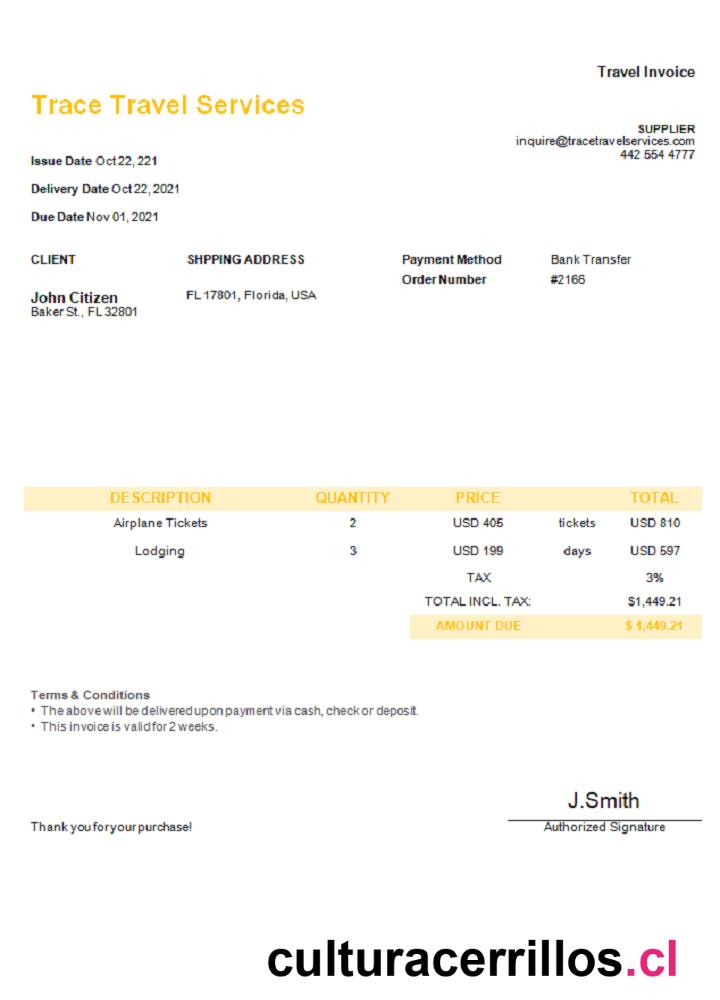 Travel Invoice
Trace Travel Services
SUPPLIER
inquire@tracetravelservices.com
442 554 4777
Issue Date Oct 22, 221
Delivery Date Oct 22, 2021
Due Date Nov 01, 2021
CLIENT SHPPING ADDRESS Payment Method Bank Transfer
Order Number #2166
John Citizen FL 17801, Florida, USA
Baker St., FL 32801
DESCRIPTION QUANTITY PRICE TOTAL
Airplane Tickets 2 USD 405 tickets USD 810
Lodging 3 USD 199 days USD 597
TAX 3%
TOTAL INCL. TAX: $1,449.21
AMOUNT DUE $ 1,449.21
Terms & Conditions
• The above will be delivered upon payment via cash, check or deposit.
• This invoice is valid for 2 weeks.
J.Smith
Thank you for your purchase! Authorized Signature
culturacerrillos.cl